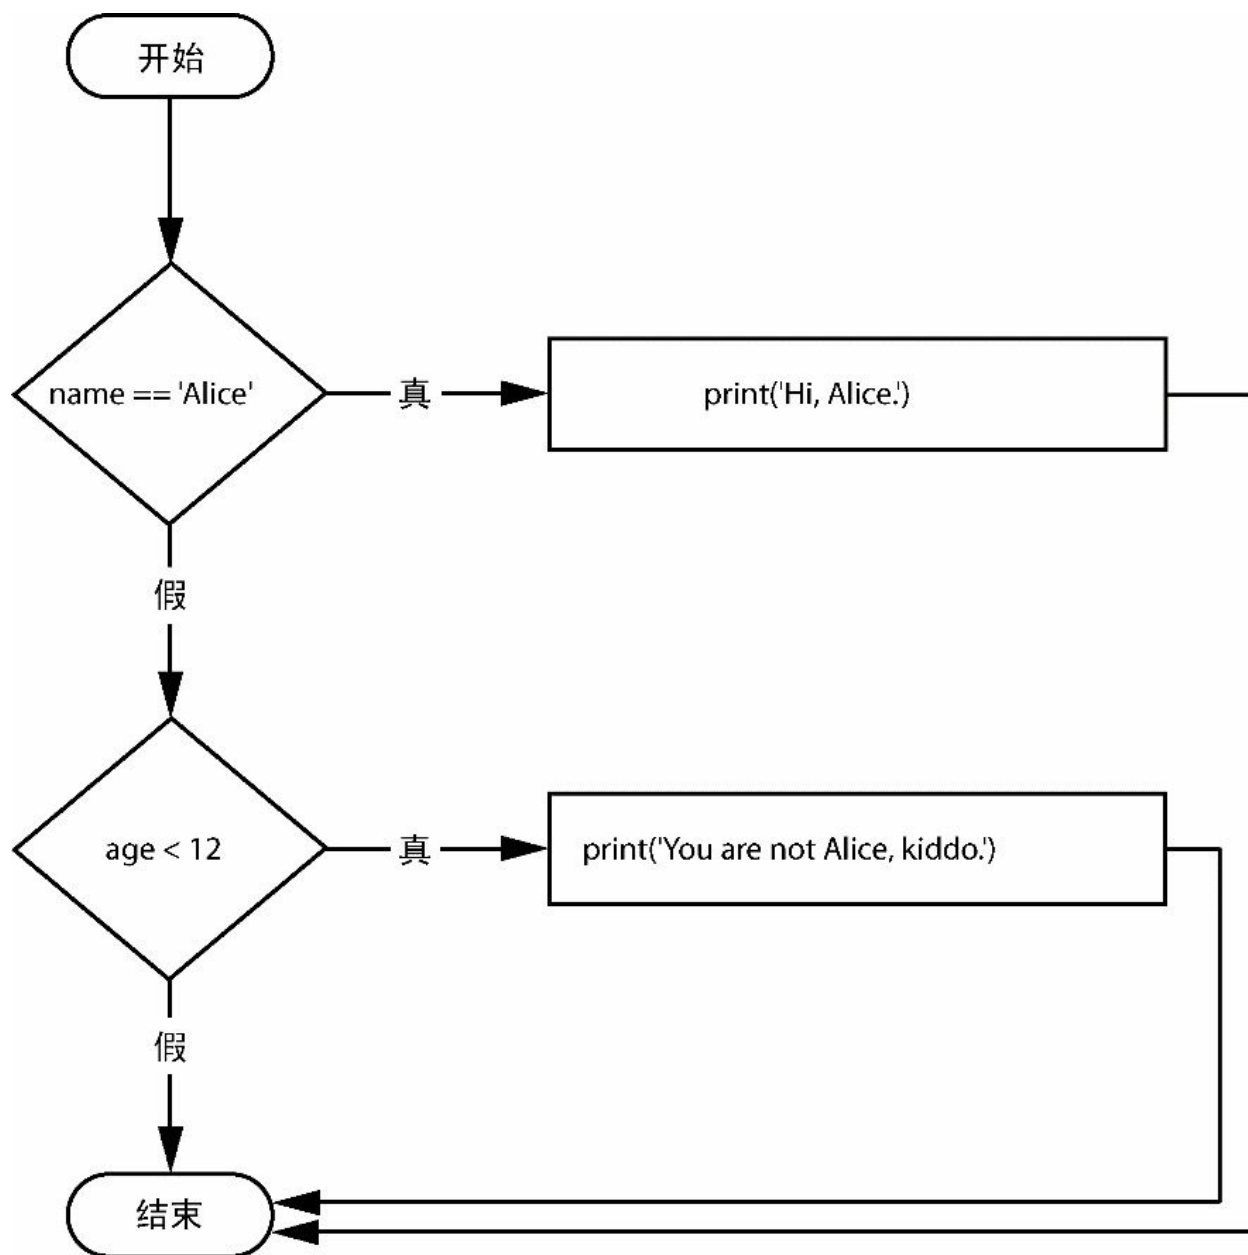 开始
name == 'Alice'
真
print('Hi, Alice.')
假
age < 12
真
print('You are not Alice, kiddo.')
假
结束